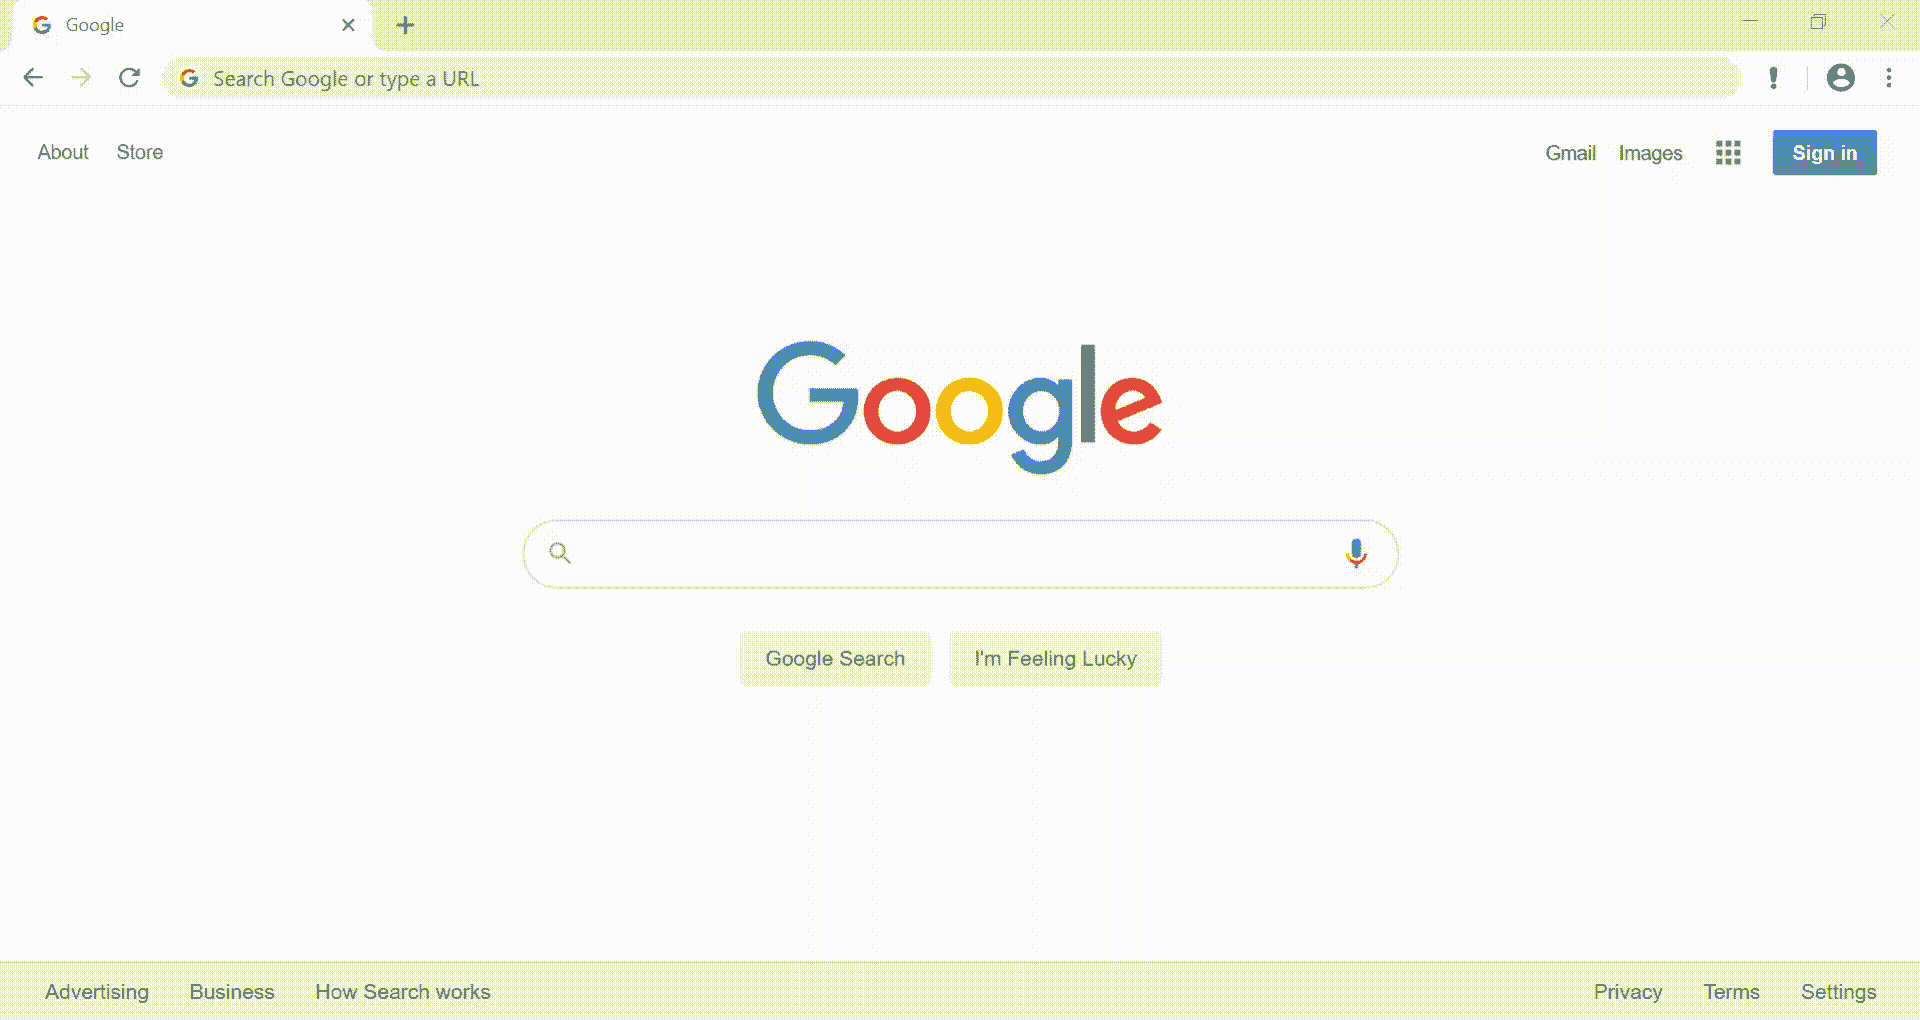 Google
Search Google or type a URL
About Store Gmail Images Sign in
Google
Google Search I'm Feeling Lucky
Advertising Business How Search works Privacy Terms Settings